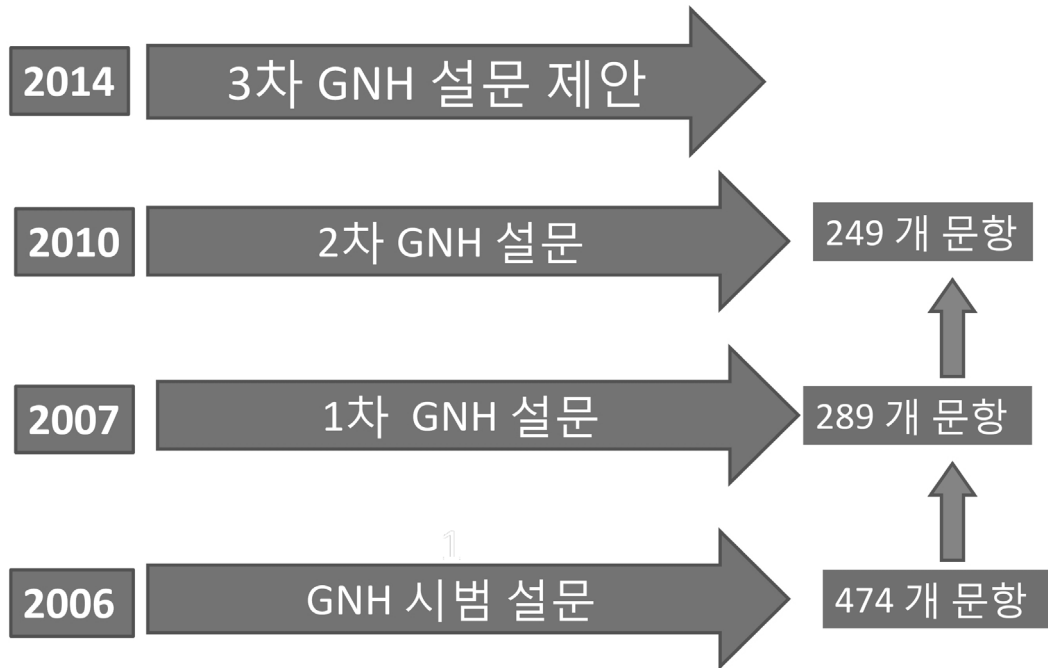 2014 3차 GNH 설문 제안
2010 2차 GNH 설문 249 개 문항
2007 1차 GNH 설문 289 개 문항
1
2006 GNH 시범 설문 474 개 문항